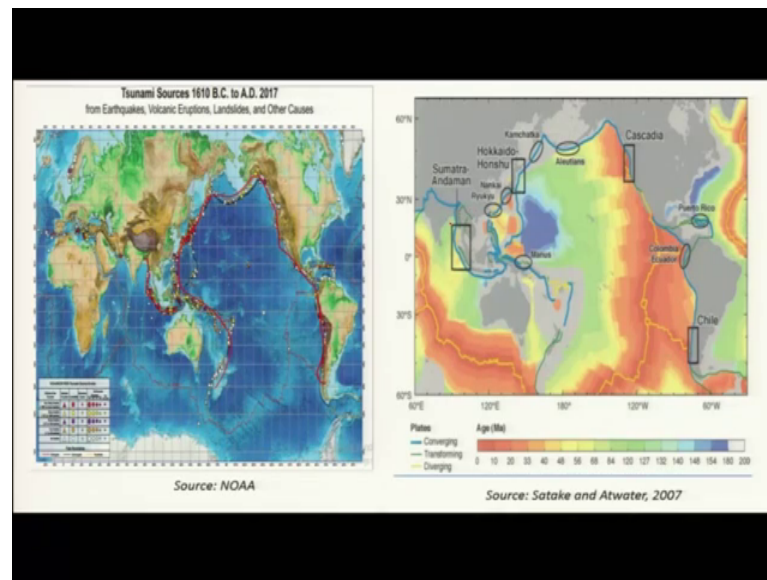 Tsunami Sources 1610 B.C. to A.D. 2017
from Earthquakes, Volcanic Eruptions, Landslides, and Other Causes
Source: NOAA
60°N
30°N
0°
30°S
60°S
Kamchatka
Hokkaido-
Honshu
Aleutians
Cascadia
Sumatra-
Andaman
Nankai
Ryukyu
Puerto Rico
Manus
Colombia
Ecuador
Chile
60°E
120°E
180°
120°W
60°W
Plates
Converging
Transforming
Diverging
Age (Ma)
0 10 20 33 40 48 56 68 84 120 127 132 140 148 154 180 200
Source: Satake and Atwater, 2007